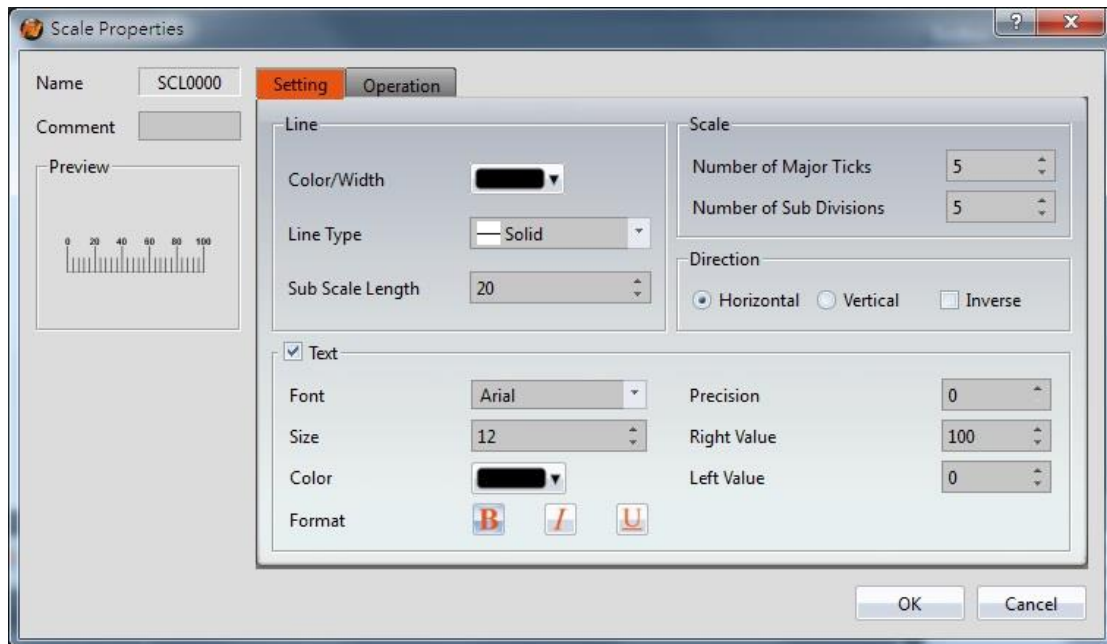 Scale Properties
Name SCL0000
Comment
Preview
0 20 40 60 80 100
Setting Operation
Line
Color/Width
Line Type Solid
Sub Scale Length 20
Scale
Number of Major Ticks 5
Number of Sub Divisions 5
Direction
Horizontal Vertical Inverse
Text
Font Arial
Size 12
Color
Format B I U
Precision 0
Right Value 100
Left Value 0
OK Cancel